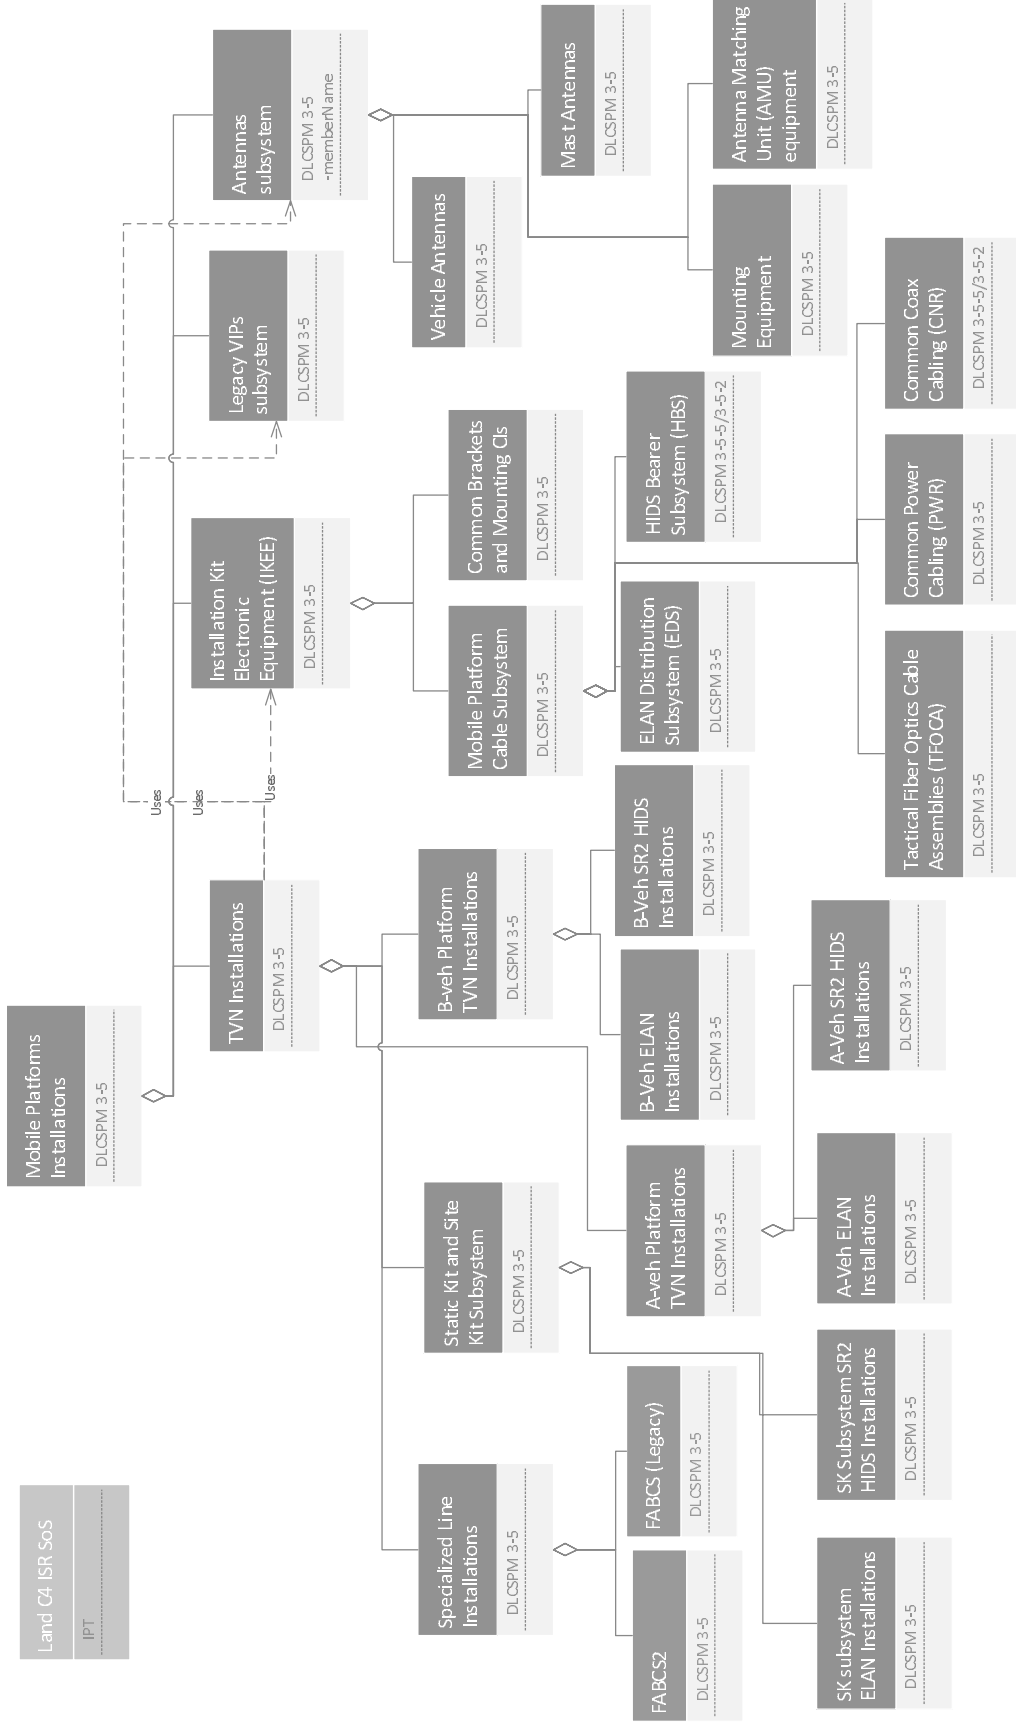 Land C4 ISR SoS
IPT
Mobile Platforms
Installations
DLCSPM 3-5
TVN Installations
DLCSPM 3-5
Uses
Uses
Uses
Installation Kit
Electronic
Equipment (IKEE)
DLCSPM 3-5
Legacy VIPs
subsystem
DLCSPM 3-5
Antennas
subsystem
DLCSPM 3-5
-memberName
Specialized Line
Installations
DLCSPM 3-5
Static Kit and Site
Kit Subsystem
DLCSPM 3-5
B-veh Platform
TVN Installations
DLCSPM 3-5
Mobile Platform
Cable Subsystem
DLCSPM 3-5
Common Brackets
and Mounting CIs
DLCSPM 3-5
Vehicle Antennas
DLCSPM 3-5
Mast Antennas
DLCSPM 3-5
FABCS2
DLCSPM 3-5
FABCS (Legacy)
DLCSPM 3-5
A-veh Platform
TVN Installations
DLCSPM 3-5
B-Veh ELAN
Installations
DLCSPM 3-5
B-Veh SR2 HIDS
Installations
DLCSPM 3-5
ELAN Distribution
Subsystem (EDS)
DLCSPM 3-5
HIDS Bearer
Subsystem (HBS)
DLCSPM 3-5-5/3-5-2
Mounting
Equipment
DLCSPM 3-5
Antenna Matching
Unit (AMU)
equipment
DLCSPM 3-5
SK subsystem
ELAN Installations
DLCSPM 3-5
SK Subsystem SR2
HIDS Installations
DLCSPM 3-5
A-Veh ELAN
Installations
DLCSPM 3-5
A-Veh SR2 HIDS
Installations
DLCSPM 3-5
Tactical Fiber Optics Cable
Assemblies (TFOCA)
DLCSPM 3-5
Common Power
Cabling (PWR)
DLCSPM 3-5
Common Coax
Cabling (CNR)
DLCSPM 3-5-5/3-5-2